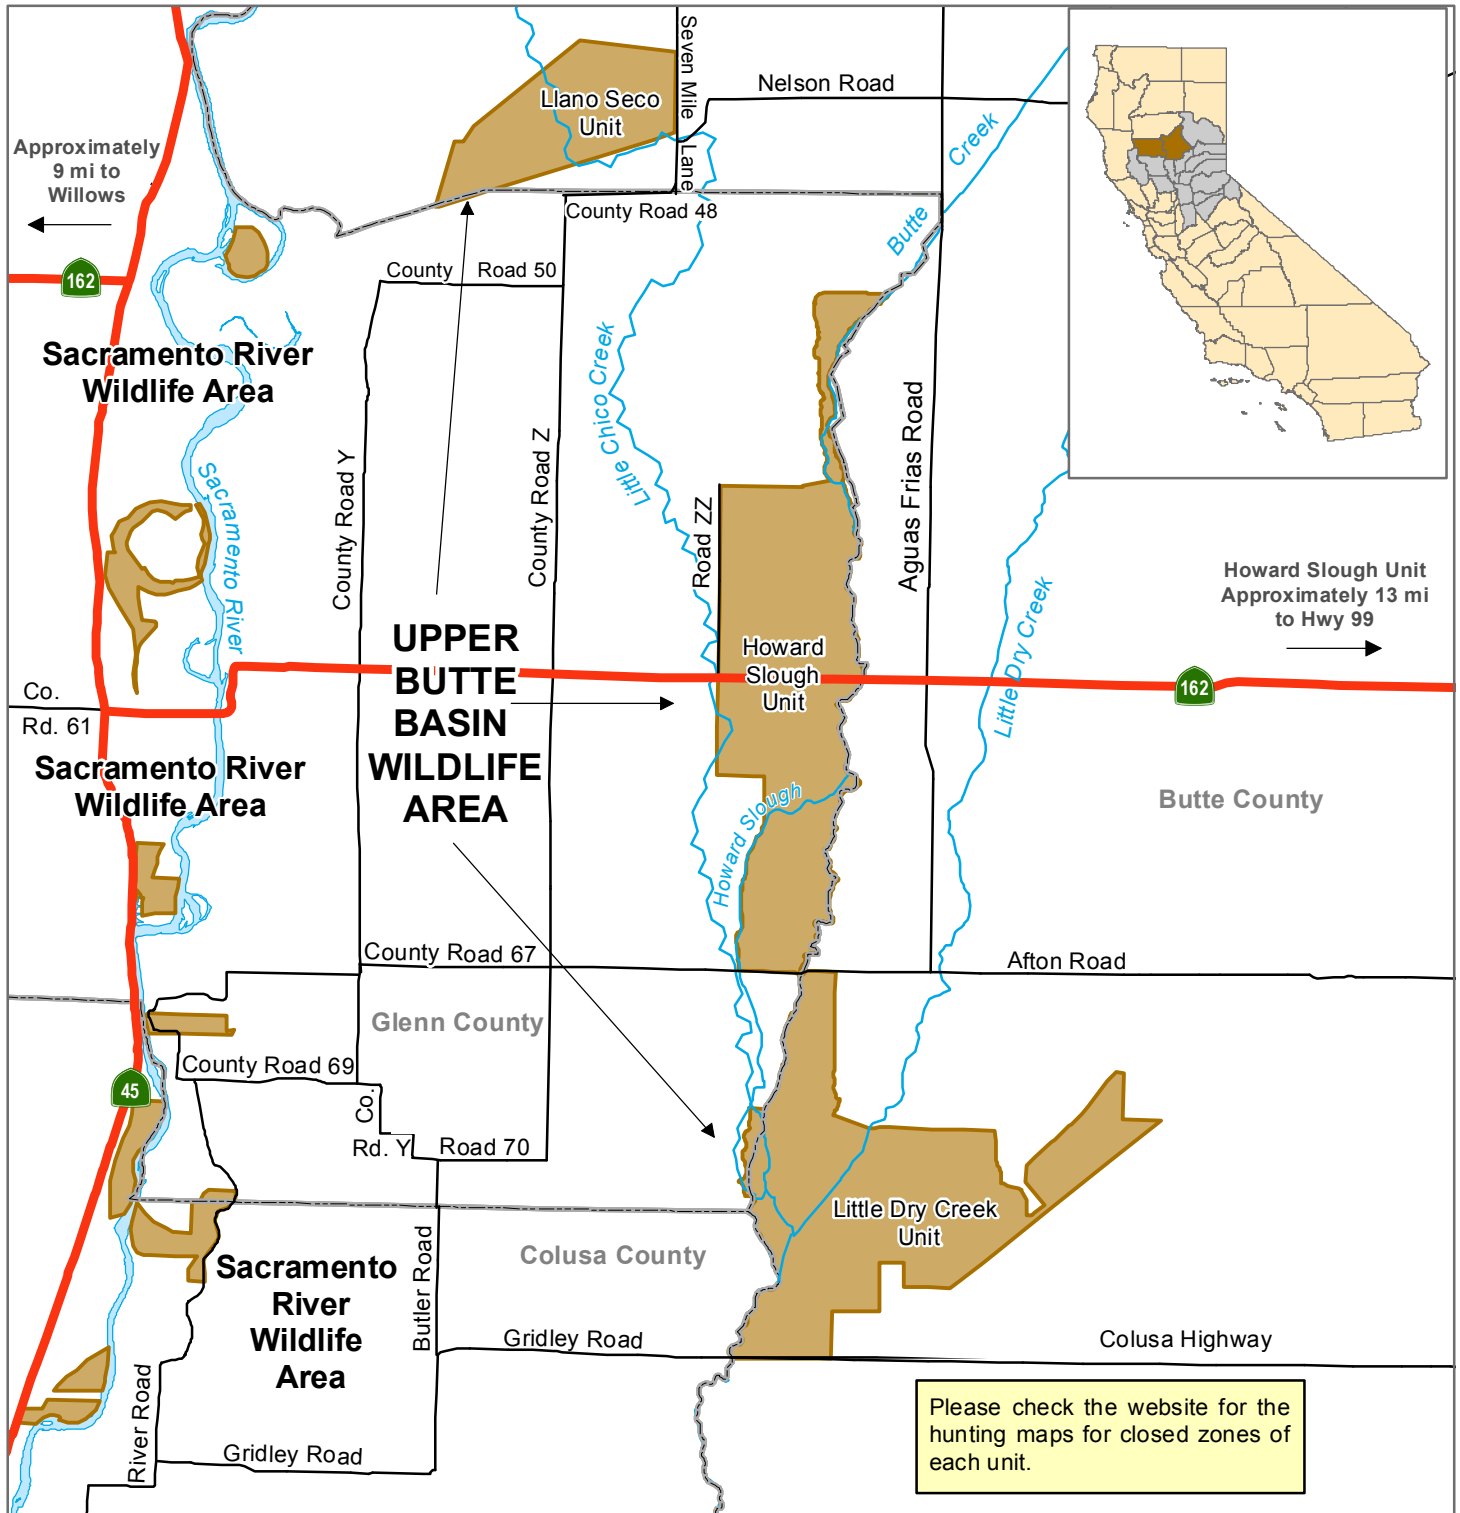 Seven Mile
Lane
Nelson Road
Llano Seco
Unit
Creek
Butte
Approximately
9 mi to
Willows
County Road 48
County Road 50
162
Sacramento River
Wildlife Area
Little Chico Creek
Sacramento River
County Road Y
County Road Z
Road ZZ
Aguas Frias Road
Little Dry Creek
Howard Slough Unit
Approximately 13 mi
to Hwy 99
UPPER
BUTTE
BASIN
WILDLIFE
AREA
Howard
Slough
Unit
162
Co.
Rd. 61
Sacramento River
Wildlife Area
Howard Slough
Butte County
County Road 67
Afton Road
Glenn County
County Road 69
45
Co.
Rd. Y
Road 70
Little Dry Creek
Unit
Colusa County
Sacramento
River
Wildlife
Area
Butler Road
Gridley Road
Colusa Highway
River Road
Gridley Road
Please check the website for the
hunting maps for closed zones of
each unit.